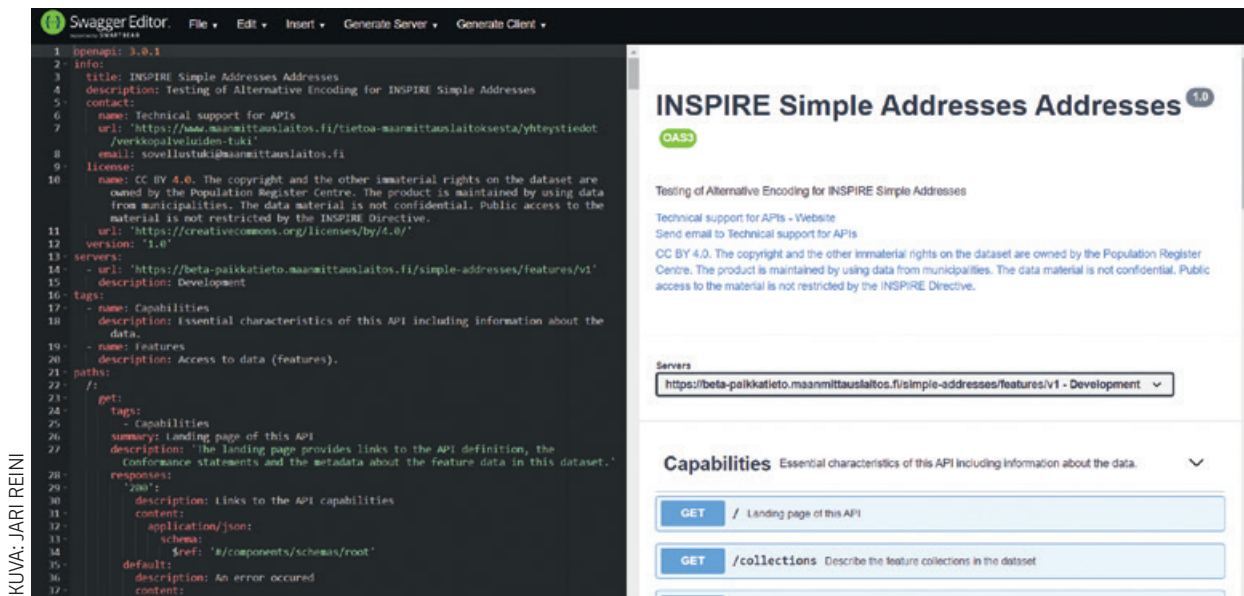 Swagger Editor.
File ▾ Edit ▾ Insert ▾ Generate Server ▾ Generate Client ▾
1 openapi: 3.0.1
2 info:
3 title: INSPIRE Simple Addresses Addresses
4 description: Testing of Alternative Encoding for INSPIRE Simple Addresses
5 contact:
6 name: Technical support for APIs
7 url: 'https://www.maanmittauslaitos.fi/tietoa-maanmittauslaitoksesta/yhteystiedot
/verkkopalveluiden-tuki'
8 email: sovellustuki@maanmittauslaitos.fi
9 license:
10 name: CC BY 4.0. The copyright and the other immaterial rights on the dataset are
owned by the Population Register Centre. The product is maintained by using data
from municipalities. The data material is not confidential. Public access to the
material is not restricted by the INSPIRE Directive.
11 url: 'https://creativecommons.org/licenses/by/4.0/'
12 version: '1.0'
13 servers:
14 - url: 'https://beta-paikkatieto.maanmittauslaitos.fi/simple-addresses/features/v1'
15 description: Development
16 tags:
17 - name: Capabilities
18 description: Essential characteristics of this API including information about the
data.
19 - name: Features
20 description: Access to data (features).
21 paths:
22 /:
23 get:
24 tags:
25 - Capabilities
26 summary: Landing page of this API
27 description: 'The landing page provides links to the API definition, the
Conformance statements and the metadata about the feature data in this dataset.'
28 responses:
29 '200':
30 description: Links to the API capabilities
31 content:
32 application/json:
33 schema:
34 $ref: '#/components/schemas/root'
35 default:
36 description: An error occured
37 content:
INSPIRE Simple Addresses Addresses 1.0
OAS3
Testing of Alternative Encoding for INSPIRE Simple Addresses
Technical support for APIs - Website
Send email to Technical support for APIs
CC BY 4.0. The copyright and the other immaterial rights on the dataset are owned by the Population Register
Centre. The product is maintained by using data from municipalities. The data material is not confidential. Public
access to the material is not restricted by the INSPIRE Directive.
Servers
https://beta-paikkatieto.maanmittauslaitos.fi/simple-addresses/features/v1 - Development
Capabilities Essential characteristics of this API including information about the data.
GET / Landing page of this API
GET /collections Describe the feature collections in the dataset
KUVA: JARI REINI